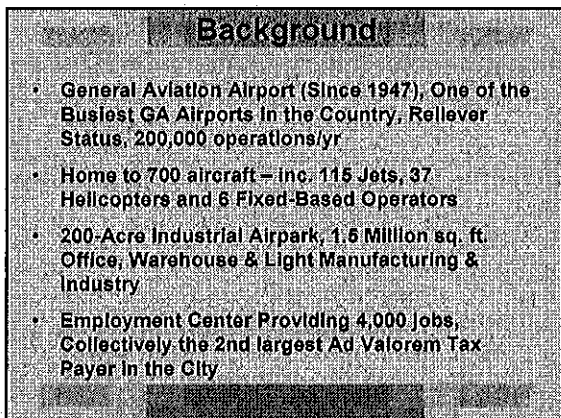 Background
• General Aviation Airport (Since 1947), One of the
Busiest GA Airports in the Country, Reliever
Status, 200,000 operations/yr
• Home to 700 aircraft – inc. 115 Jets, 37
Helicopters and 6 Fixed-Based Operators
• 200-Acre Industrial Airpark, 1.5 Million sq. ft.
Office, Warehouse & Light Manufacturing &
Industry
• Employment Center Providing 4,000 Jobs,
Collectively the 2nd largest Ad Valorem Tax
Payer in the City